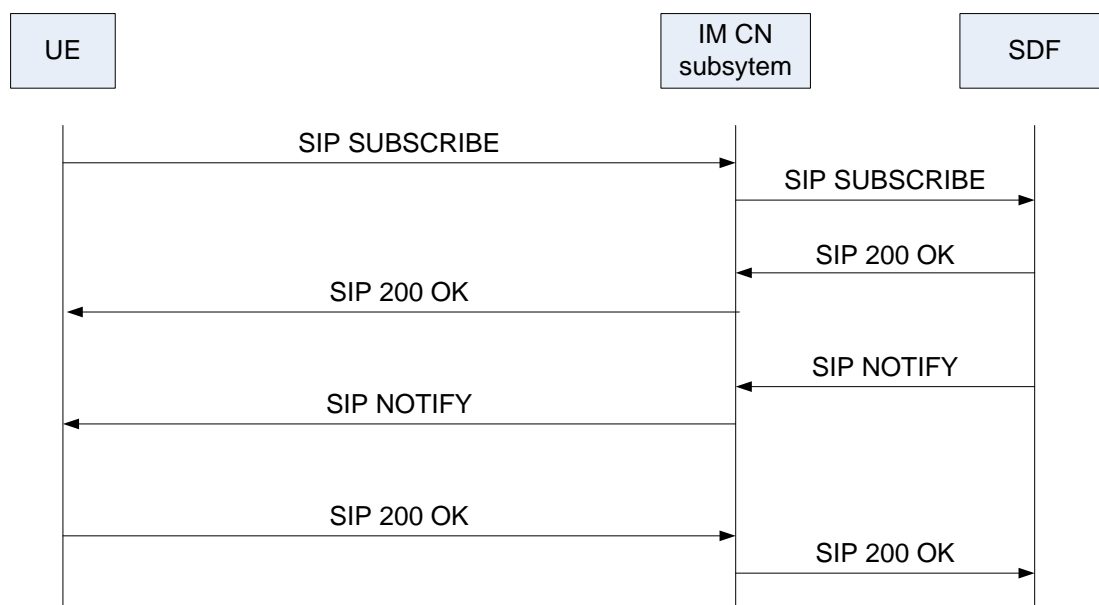 UE
IM CN
subsytem
SDF
SIP SUBSCRIBE
SIP SUBSCRIBE
SIP 200 OK
SIP 200 OK
SIP NOTIFY
SIP NOTIFY
SIP 200 OK
SIP 200 OK